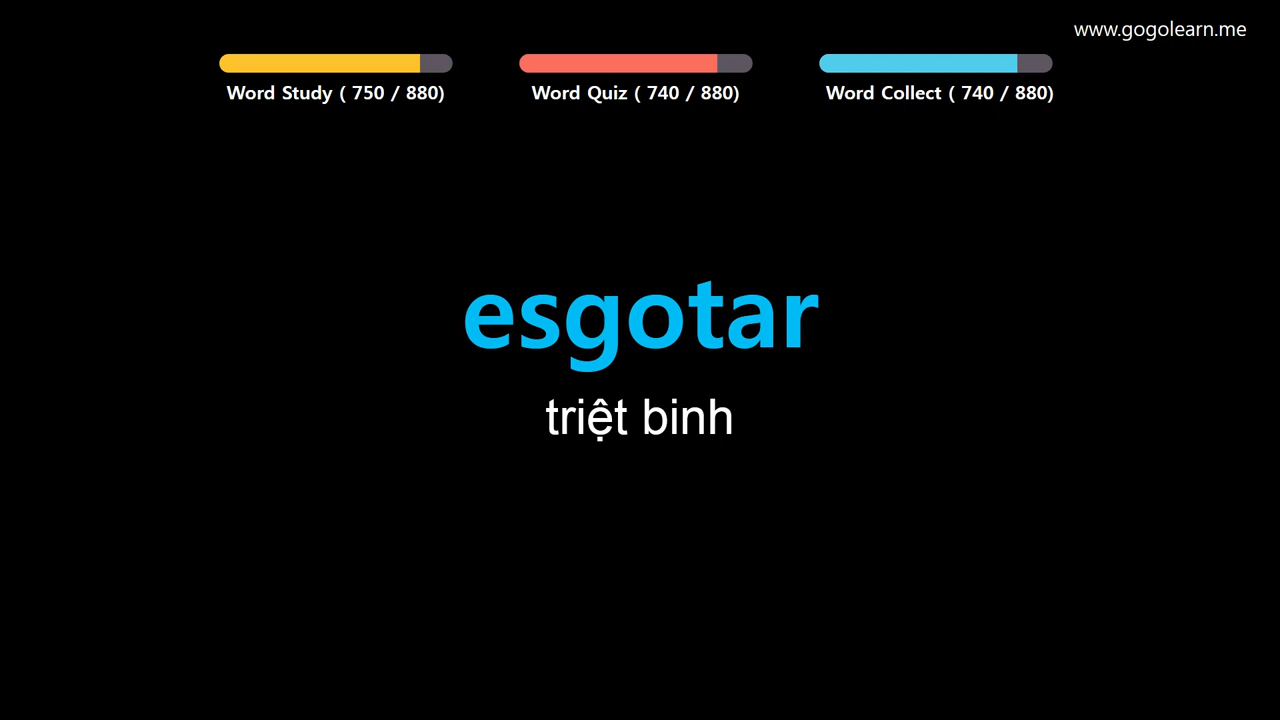 www.gogolearn.me
Word Study ( 750 / 880)
Word Quiz ( 740 / 880)
Word Collect ( 740 / 880)
esgotar
triệt binh